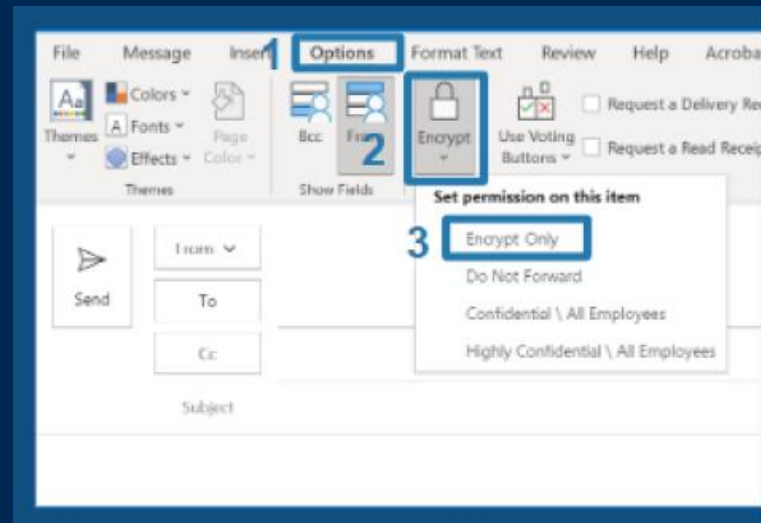 File Message Insert 1 Options Format Text Review Help Acroba
Themes
Colors
Fonts
Effects
Page
Color
Themes
Bcc From
Show Fields
2
Encrypt
Use Voting
Buttons
Request a Delivery Rec
Request a Read Receip
Set permission on this item
3 Encrypt Only
Do Not Forward
Confidential \ All Employees
Highly Confidential \ All Employees
Send
From
To
Cc
Subject